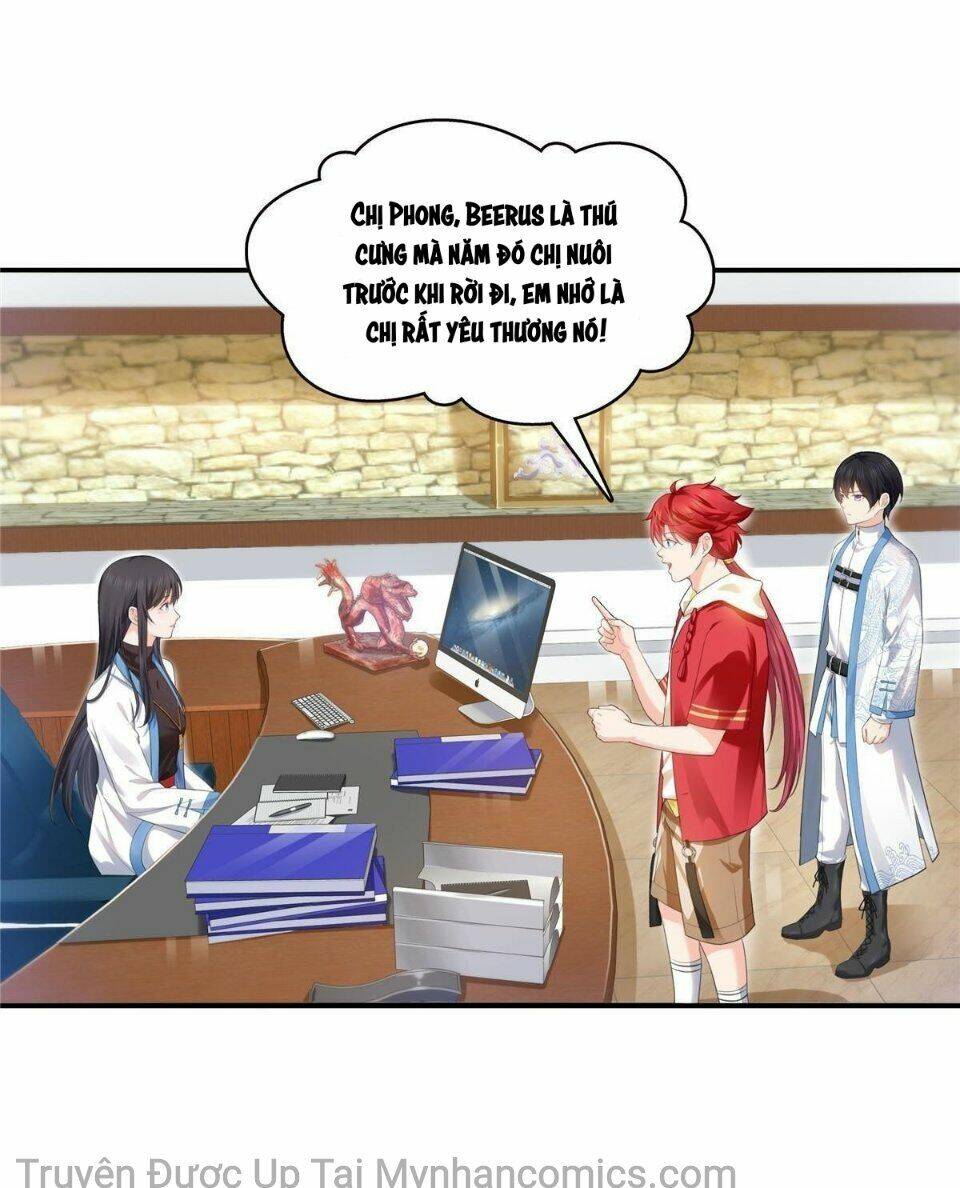 CHỊ PHONG, BEERUS LÀ THÚ
CƯNG MÀ NĂM ĐÓ CHỊ NUÔI
TRƯỚC KHI RỜI ĐI, EM NHỚ LÀ
CHỊ RẤT YÊU THƯƠNG NÓ!
Truyện Được Up Tại Mynhancomics.com